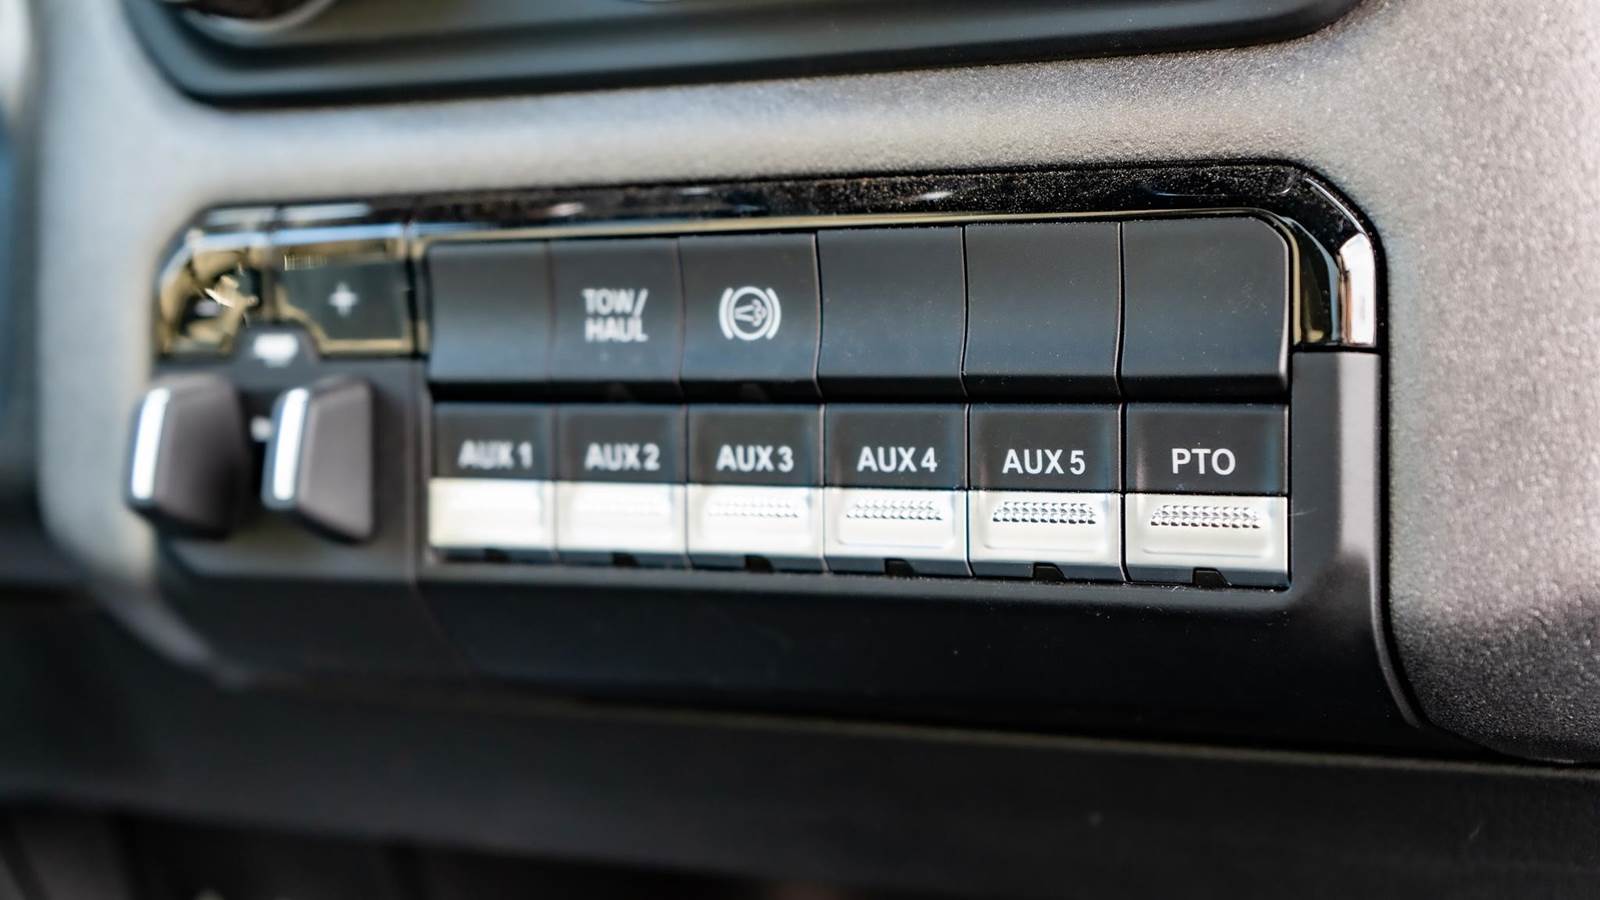 +
TOW/
HAUL
AUX 1
AUX 2
AUX 3
AUX 4
AUX 5
PTO